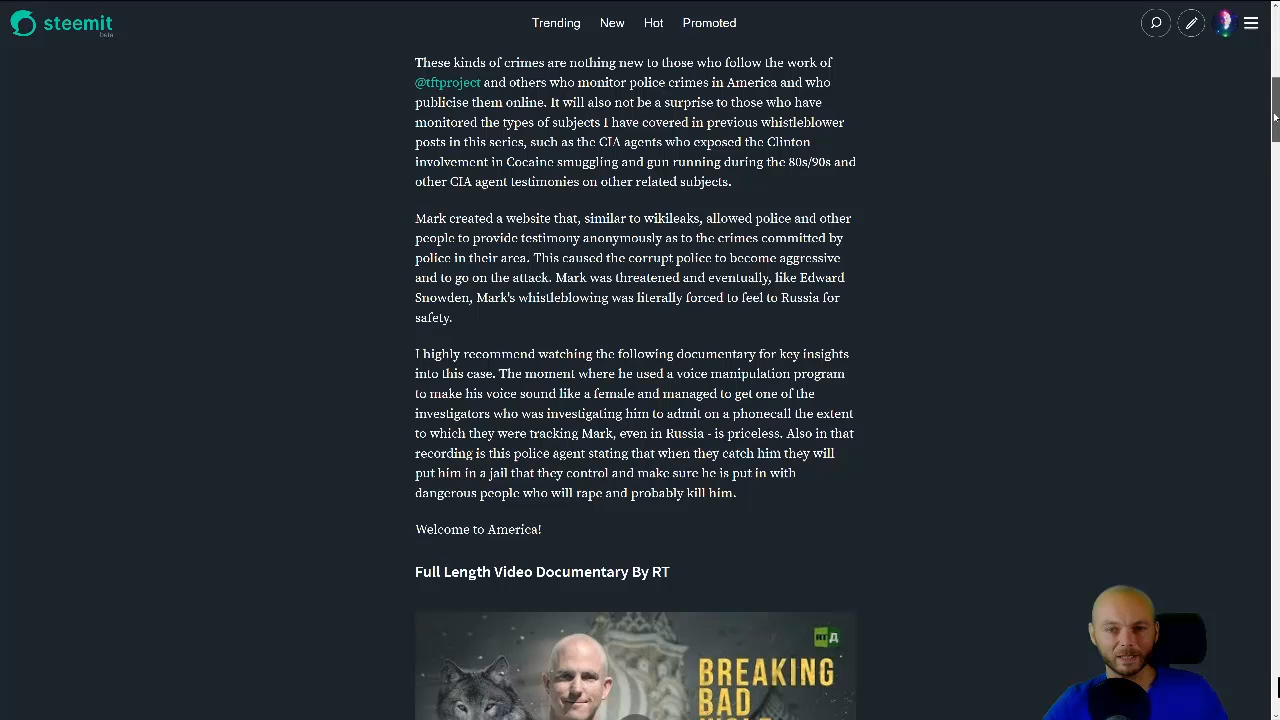 steemit
beta
Trending New Hot Promoted
These kinds of crimes are nothing new to those who follow the work of
@tftproject and others who monitor police crimes in America and who
publicise them online. It will also not be a surprise to those who have
monitored the types of subjects I have covered in previous whistleblower
posts in this series, such as the CIA agents who exposed the Clinton
involvement in Cocaine smuggling and gun running during the 80s/90s and
other CIA agent testimonies on other related subjects.
Mark created a website that, similar to wikileaks, allowed police and other
people to provide testimony anonymously as to the crimes committed by
police in their area. This caused the corrupt police to become aggressive
and to go on the attack. Mark was threatened and eventually, like Edward
Snowden, Mark's whistleblowing was literally forced to feel to Russia for
safety.
I highly recommend watching the following documentary for key insights
into this case. The moment where he used a voice manipulation program
to make his voice sound like a female and managed to get one of the
investigators who was investigating him to admit on a phonecall the extent
to which they were tracking Mark, even in Russia - is priceless. Also in that
recording is this police agent stating that when they catch him they will
put him in a jail that they control and make sure he is put in with
dangerous people who will rape and probably kill him.
Welcome to America!
Full Length Video Documentary By RT
RT Д
BREAKING
BAD